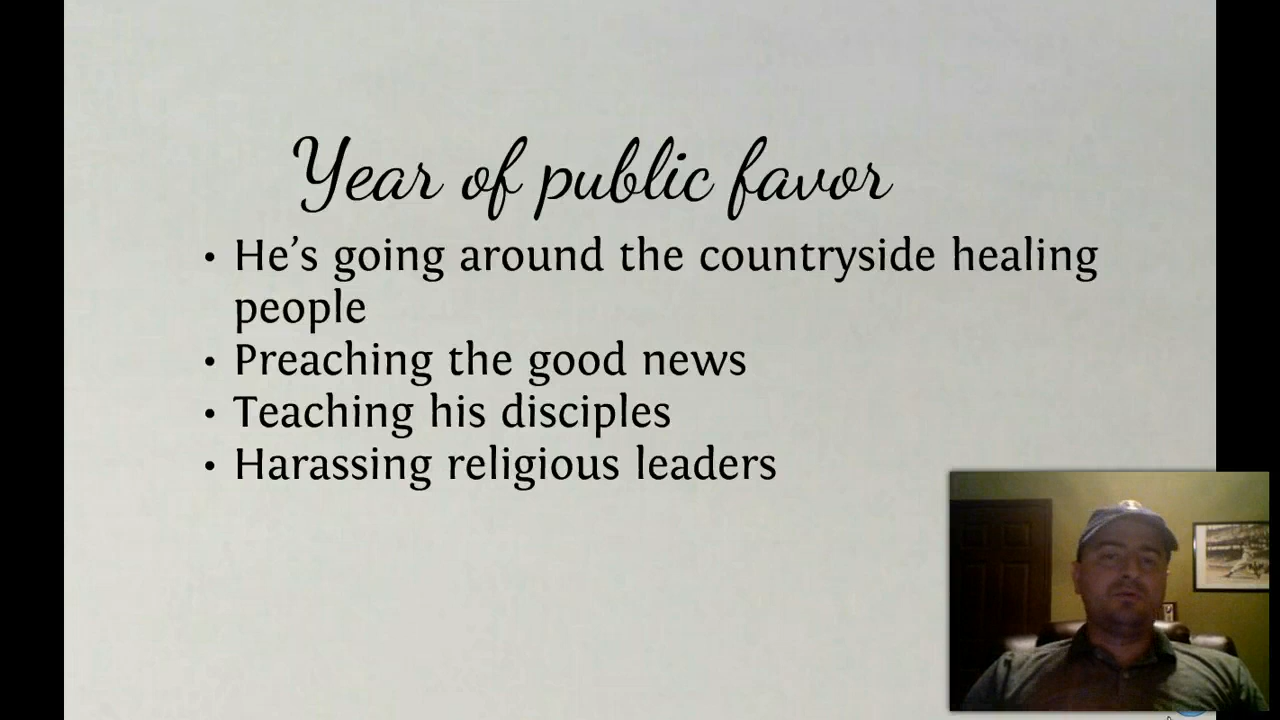 Year of public favor
• He’s going around the countryside healing
people
• Preaching the good news
• Teaching his disciples
• Harassing religious leaders